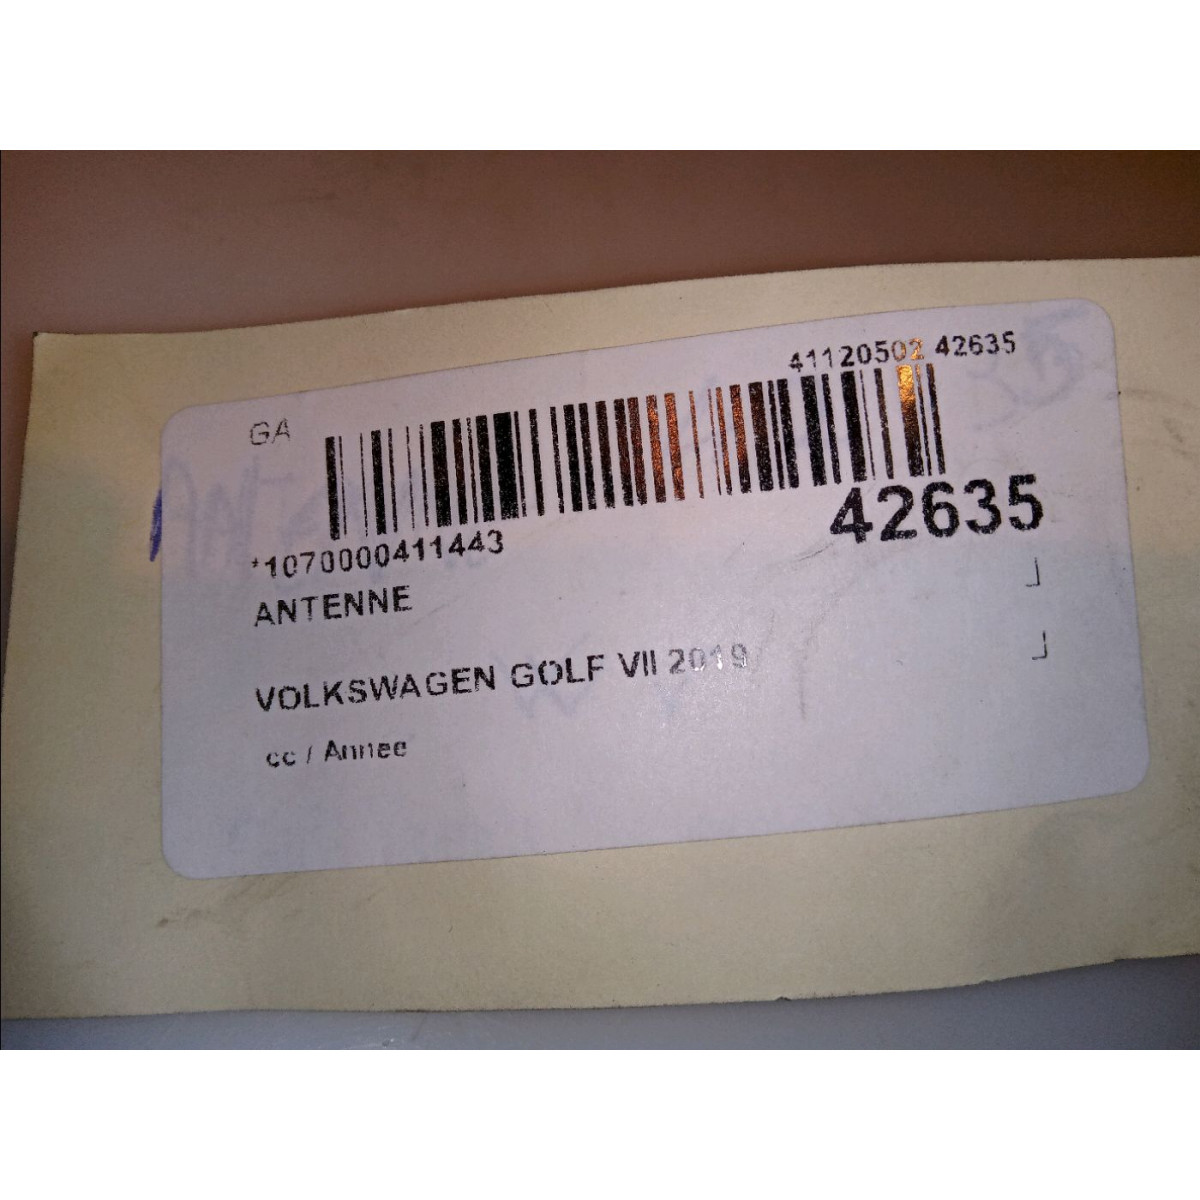 41120502 42635
GA
42635
*1070000411443
ANTENNE
VOLKSWAGEN GOLF VII 2019
cc / Annee